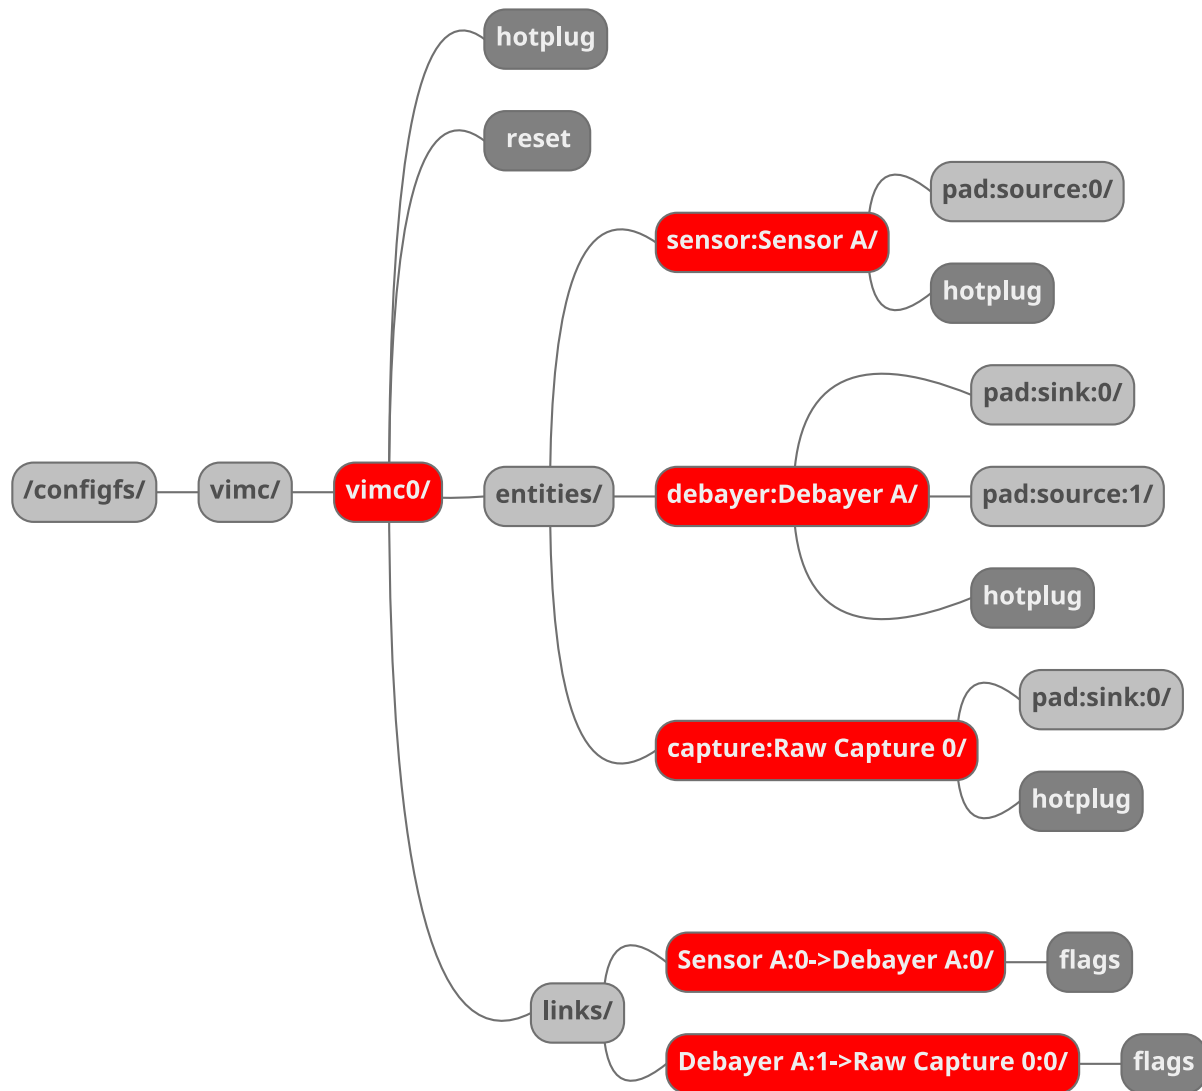 hotplug
reset
pad:source:0/
sensor:Sensor A/
hotplug
pad:sink:0/
/configfs/
vimc/
vimc0/
entities/
debayer:Debayer A/
pad:source:1/
hotplug
pad:sink:0/
capture:Raw Capture 0/
hotplug
Sensor A:0->Debayer A:0/
flags
links/
Debayer A:1->Raw Capture 0:0/
flags